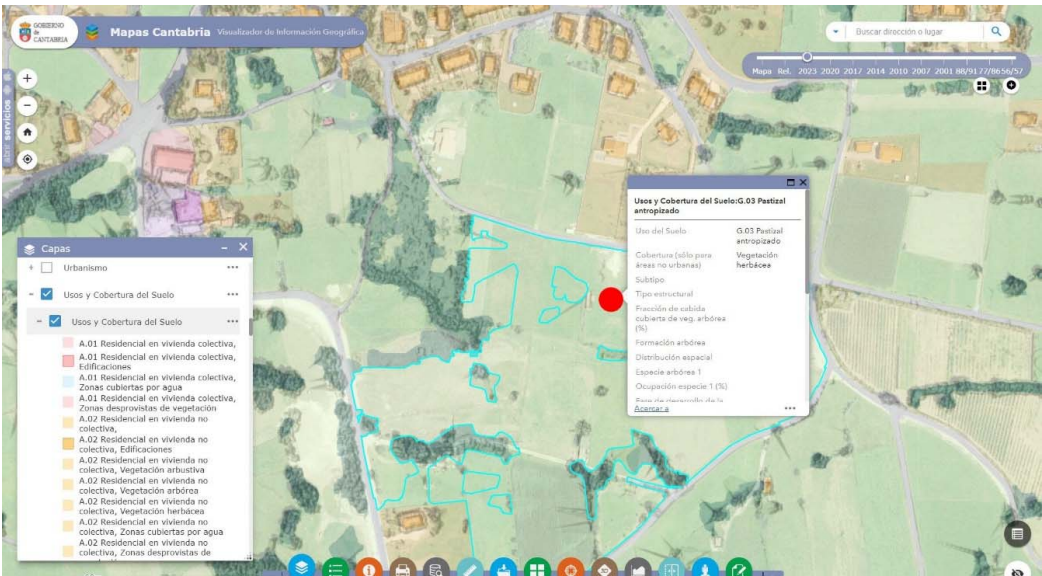 GOBIERNO
de
CANTABRIA
Mapas Cantabria Visualizador de Información Geográfica
Buscar dirección o lugar
Mapa Rel. 2023 2020 2017 2014 2010 2007 2001 88/91 77/86 56/57
abrir servicios
Capas
Urbanismo
Usos y Cobertura del Suelo
Usos y Cobertura del Suelo
A.01 Residencial en vivienda colectiva,
A.01 Residencial en vivienda colectiva,
Edificaciones
A.01 Residencial en vivienda colectiva,
Zonas cubiertas por agua
A.01 Residencial en vivienda colectiva,
Zonas desprovistas de vegetación
A.02 Residencial en vivienda no
colectiva,
A.02 Residencial en vivienda no
colectiva, Edificaciones
A.02 Residencial en vivienda no
colectiva, Vegetación arbustiva
A.02 Residencial en vivienda no
colectiva, Vegetación arbórea
A.02 Residencial en vivienda no
colectiva, Vegetación herbácea
A.02 Residencial en vivienda no
colectiva, Zonas cubiertas por agua
A.02 Residencial en vivienda no
colectiva, Zonas desprovistas de
Usos y Cobertura del Suelo:G.03 Pastizal
antropizado
Uso del Suelo G.03 Pastizal
antropizado
Cobertura (sólo para Vegetación
áreas no urbanas) herbácea
Subtipo
Tipo estructural
Fracción de cabida
cubierta de veg. arbórea
(%)
Formación arbórea
Distribución espacial
Especie arbórea 1
Ocupación especie 1 (%)
Fase de desarrollo de la
Acercar a